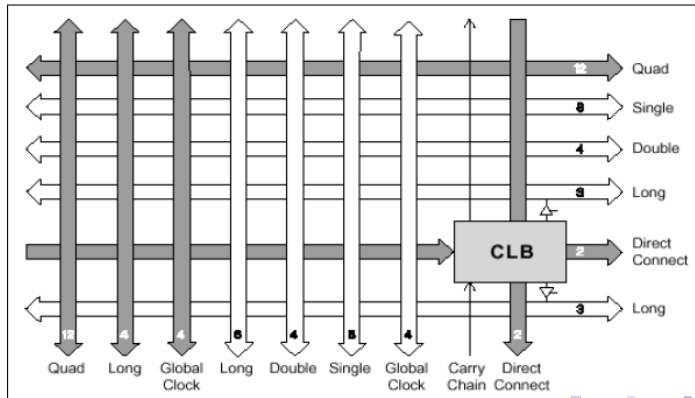 12
Quad
8
Single
4
Double
3
Long
CLB
2
Direct
Connect
3
Long
12 4 4 6 4 8 4 2
Quad Long Global Long Double Single Global Carry Direct
Clock Clock Chain Connect